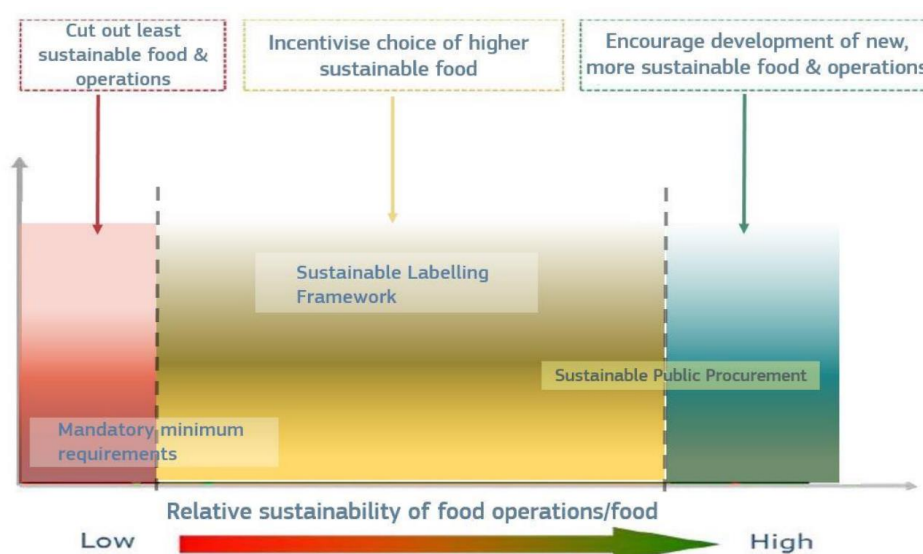 Cut out least
sustainable food &
operations
Incentivise choice of higher
sustainable food
Encourage development of new,
more sustainable food & operations
Sustainable Labelling
Framework
Sustainable Public Procurement
Mandatory minimum
requirements
Relative sustainability of food operations/food
Low
High